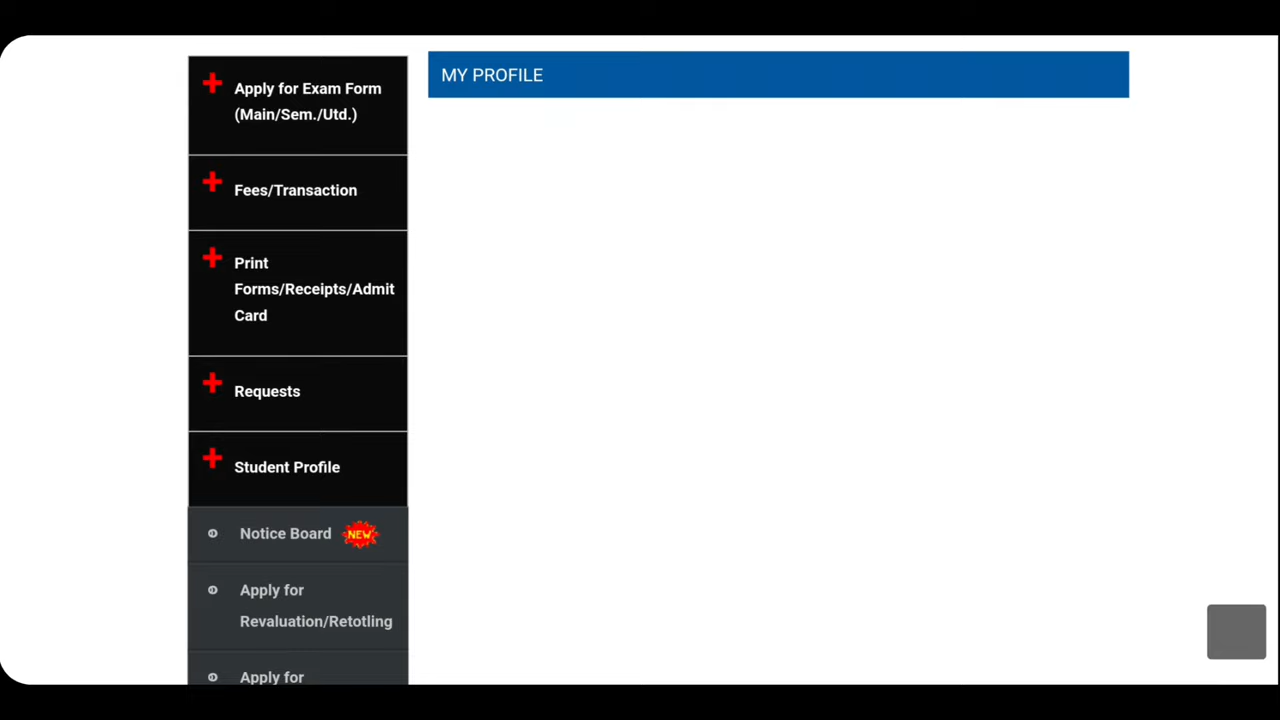 MY PROFILE
Apply for Exam Form
(Main/Sem./Utd.)
Fees/Transaction
Print
Forms/Receipts/Admit
Card
Requests
Student Profile
Notice Board NEW
Apply for
Revaluation/Retotling
Apply for